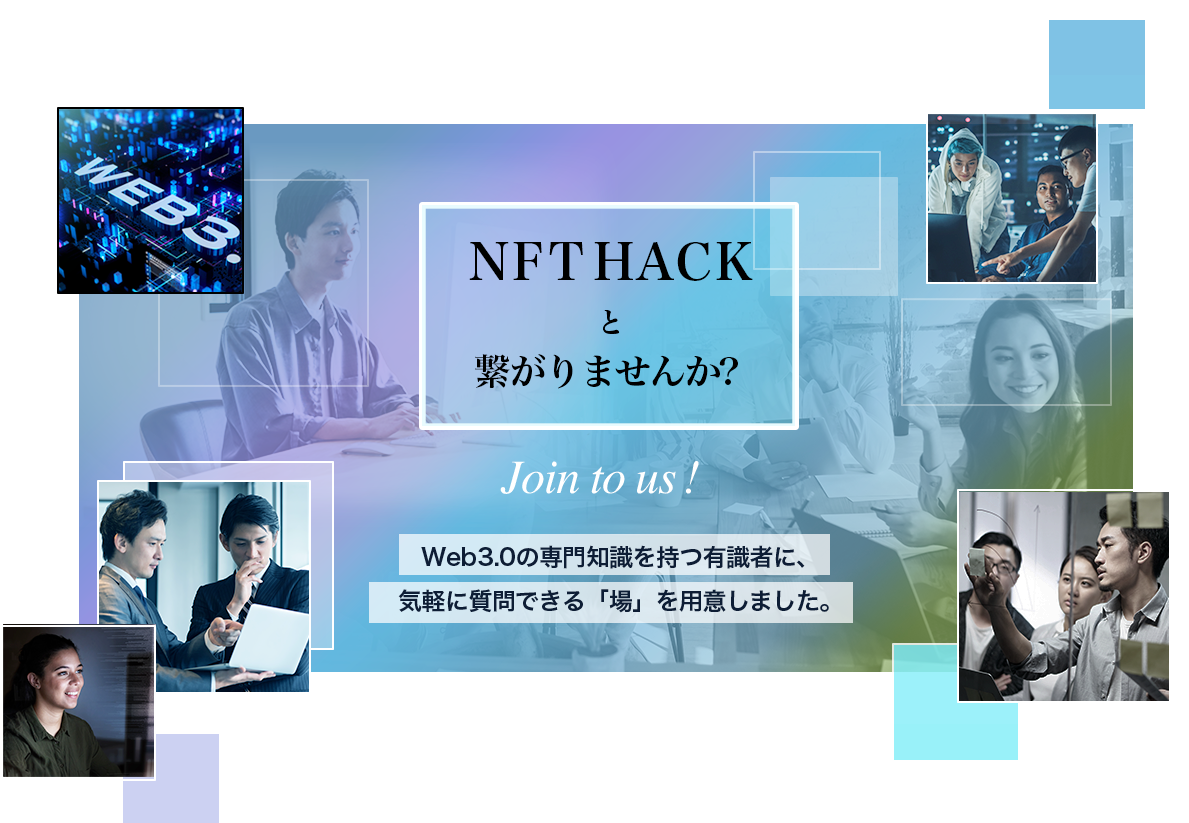 WEB3.
NFT HACK
と
繋がりませんか?
Join to us !
Web3.0の専門知識を持つ有識者に、
気軽に質問できる「場」を用意しました。